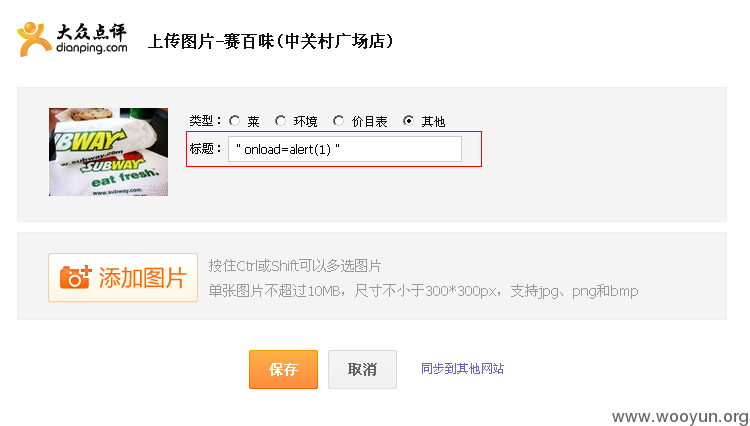 大众点评
dianping.com
上传图片-赛百味(中关村广场店)
类型： 菜 环境 价目表 其他
标题： " onload=alert(1) "
SUBWAY
www.subway.com
SUBWAY
eat fresh.
www.subway.com
添加图片
按住Ctrl或Shift可以多选图片
单张图片不超过10MB，尺寸不小于300*300px，支持jpg、png和bmp
保存 取消 同步到其他网站
www.wooyun.org